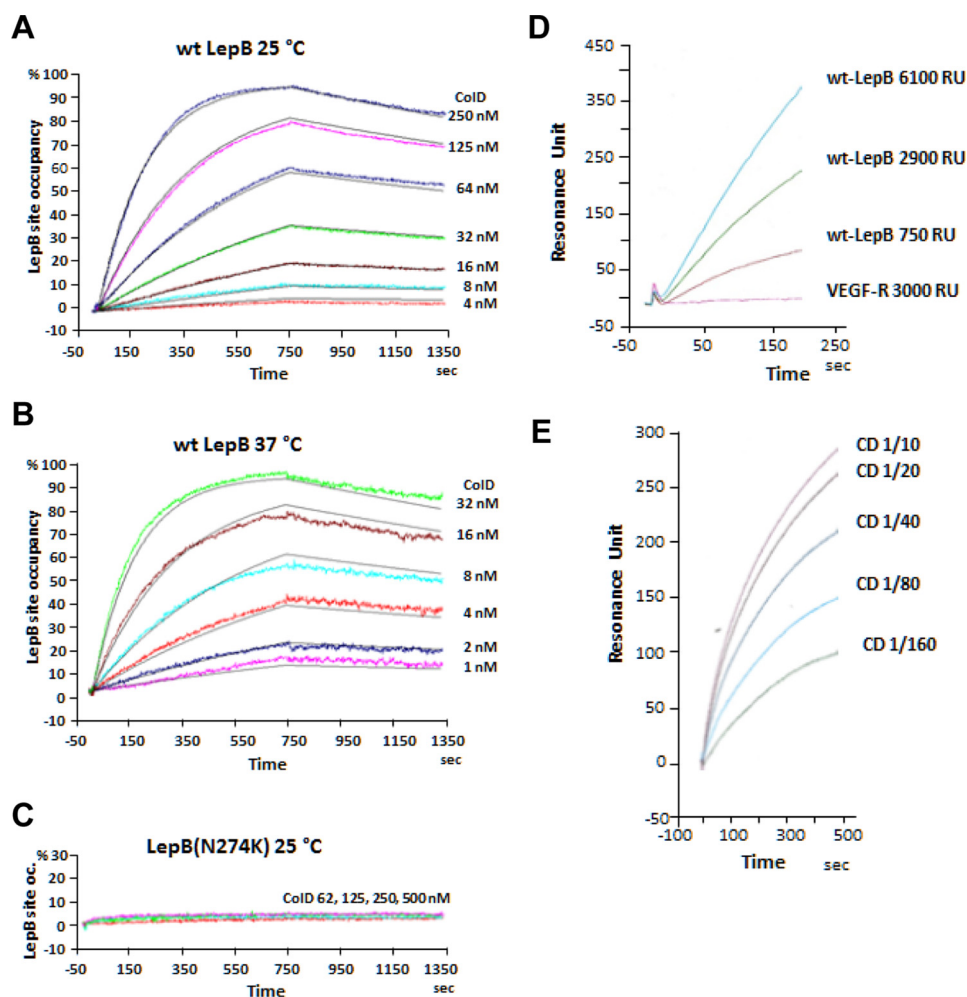 A
wt LepB 25 °C
% 100
90
80
70
60
50
40
30
20
10
0
-10
LepB site occupancy
ColD
250 nM
125 nM
64 nM
32 nM
16 nM
8 nM
4 nM
-50 150 350 550 750 950 1150 1350
sec
Time
B
wt LepB 37 °C
% 100
90
80
70
60
50
40
30
20
10
0
-10
LepB site occupancy
ColD
32 nM
16 nM
8 nM
4 nM
2 nM
1 nM
-50 150 350 550 750 950 1150 1350
sec
Time
C
LepB(N274K) 25 °C
% 30
20
10
0
-10
LepB site oc.
ColD 62, 125, 250, 500 nM
-50 150 350 550 750 950 1150 1350
sec
Time
D
450
350
250
150
50
-50
Resonance Unit
wt-LepB 6100 RU
wt-LepB 2900 RU
wt-LepB 750 RU
VEGF-R 3000 RU
-50 50 150 250
sec
Time
E
300
250
200
150
100
50
0
-50
Resonance Unit
CD 1/10
CD 1/20
CD 1/40
CD 1/80
CD 1/160
-100 100 300 500
Time sec